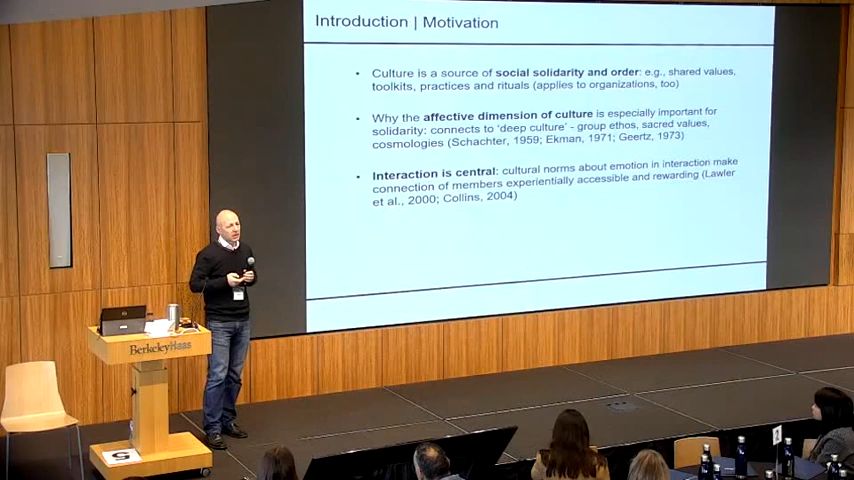 Introduction | Motivation
• Culture is a source of social solidarity and order: e.g., shared values,
toolkits, practices and rituals (applies to organizations, too)
• Why the affective dimension of culture is especially important for
solidarity: connects to 'deep culture' - group ethos, sacred values,
cosmologies (Schachter, 1959; Ekman, 1971; Geertz, 1973)
• Interaction is central: cultural norms about emotion in interaction make
connection of members experientially accessible and rewarding (Lawler
et al., 2000; Collins, 2004)
BerkeleyHaas
5